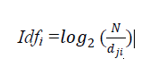 Idfᵢ =log₂ (N/dⱼᵢ)|